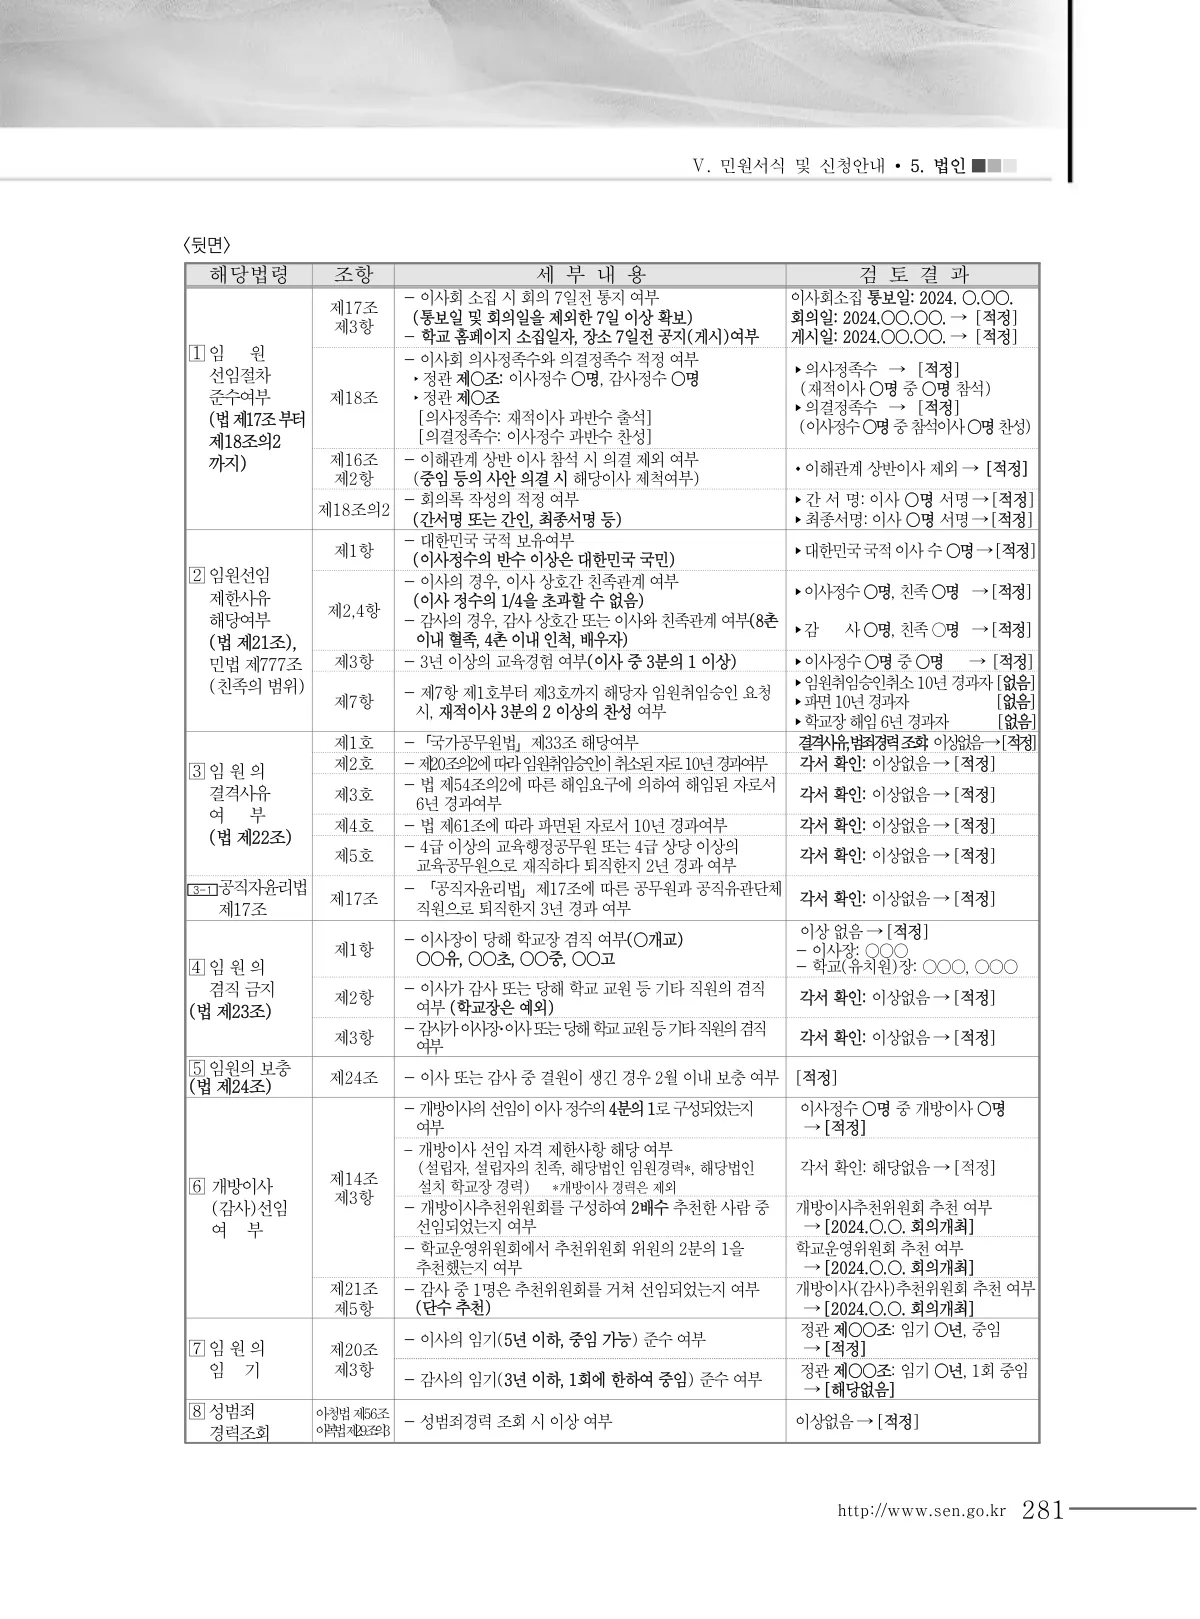 Ⅴ. 민원서식 및 신청안내 • 5. 법인
〈뒷면〉
해당법령 조항 세 부 내 용 검 토 결 과
1 임 원
선임절차
준수여부
(법 제17조 부터
제18조의2
까지)
제17조
제3항
- 이사회 소집 시 회의 7일전 통지 여부
(통보일 및 회의일을 제외한 7일 이상 확보)
- 학교 홈페이지 소집일자, 장소 7일전 공지(게시)여부
이사회소집 통보일: 2024. ○.○○.
회의일: 2024.○○.○○. → [적정]
게시일: 2024.○○.○○. → [적정]
제18조
- 이사회 의사정족수와 의결정족수 적정 여부
‣정관 제○조: 이사정수 ○명, 감사정수 ○명
‣정관 제○조
[의사정족수: 재적이사 과반수 출석]
[의결정족수: 이사정수 과반수 찬성]
▸의사정족수 → [적정]
(재적이사 ○명 중 ○명 참석)
▸의결정족수 → [적정]
(이사정수 ○명 중 참석이사 ○명 찬성)
제16조
제2항
- 이해관계 상반 이사 참석 시 의결 제외 여부
(중임 등의 사안 의결 시 해당이사 제척여부)
• 이해관계 상반이사 제외 → [적정]
제18조의2
- 회의록 작성의 적정 여부
(간서명 또는 간인, 최종서명 등)
▸간 서 명: 이사 ○명 서명→[적정]
▸최종서명: 이사 ○명 서명→[적정]
2 임원선임
제한사유
해당여부
(법 제21조),
민법 제777조
(친족의 범위)
제1항
- 대한민국 국적 보유여부
(이사정수의 반수 이상은 대한민국 국민)
▸대한민국 국적 이사 수 ○명→[적정]
제2,4항
- 이사의 경우, 이사 상호간 친족관계 여부
(이사 정수의 1/4을 초과할 수 없음)
- 감사의 경우, 감사 상호간 또는 이사와 친족관계 여부(8촌
이내 혈족, 4촌 이내 인척, 배우자)
▸이사정수 ○명, 친족 ○명 →[적정]
▸감 사 ○명, 친족 ○명 →[적정]
제3항
- 3년 이상의 교육경험 여부(이사 중 3분의 1 이상)
▸이사정수 ○명 중 ○명 → [적정]
제7항
- 제7항 제1호부터 제3호까지 해당자 임원취임승인 요청
시, 재적이사 3분의 2 이상의 찬성 여부
▸임원취임승인취소 10년 경과자 [없음]
▸파면 10년 경과자 [없음]
▸학교장 해임 6년 경과자 [없음]
3 임 원 의
결격사유
여 부
(법 제22조)
제1호
-「국가공무원법」제33조 해당여부
결격사유,범죄경력 조회: 이상없음→[적정]
제2호
- 제20조의2에 따라 임원취임승인이 취소된 자로 10년 경과여부
각서 확인: 이상없음→[적정]
제3호
- 법 제54조의2에 따른 해임요구에 의하여 해임된 자로서
6년 경과여부
각서 확인: 이상없음→[적정]
제4호
- 법 제61조에 따라 파면된 자로서 10년 경과여부
각서 확인: 이상없음→[적정]
제5호
- 4급 이상의 교육행정공무원 또는 4급 상당 이상의
교육공무원으로 재직하다 퇴직한지 2년 경과 여부
각서 확인: 이상없음→[적정]
3-1 공직자윤리법
제17조
제17조
- 「공직자윤리법」제17조에 따른 공무원과 공직유관단체
직원으로 퇴직한지 3년 경과 여부
각서 확인: 이상없음→[적정]
4 임 원 의
겸직 금지
(법 제23조)
제1항
- 이사장이 당해 학교장 겸직 여부(○개교)
○○유, ○○초, ○○중, ○○고
이상 없음→[적정]
- 이사장: ○○○
- 학교(유치원)장: ○○○, ○○○
제2항
- 이사가 감사 또는 당해 학교 교원 등 기타 직원의 겸직
여부 (학교장은 예외)
각서 확인: 이상없음→[적정]
제3항
- 감사가 이사장•이사 또는 당해 학교 교원 등 기타 직원의 겸직
여부
각서 확인: 이상없음→[적정]
5 임원의 보충
(법 제24조)
제24조
- 이사 또는 감사 중 결원이 생긴 경우 2월 이내 보충 여부
[적정]
6 개방이사
(감사)선임
여 부
제14조
제3항
- 개방이사의 선임이 이사 정수의 4분의 1로 구성되었는지
여부
이사정수 ○명 중 개방이사 ○명
→[적정]
- 개방이사 선임 자격 제한사항 해당 여부
(설립자, 설립자의 친족, 해당법인 임원경력*, 해당법인
설치 학교장 경력) *개방이사 경력은 제외
각서 확인: 해당없음→[적정]
- 개방이사추천위원회를 구성하여 2배수 추천한 사람 중
선임되었는지 여부
개방이사추천위원회 추천 여부
→[2024.○.○. 회의개최]
- 학교운영위원회에서 추천위원회 위원의 2분의 1을
추천했는지 여부
학교운영위원회 추천 여부
→[2024.○.○. 회의개최]
제21조
제5항
- 감사 중 1명은 추천위원회를 거쳐 선임되었는지 여부
(단수 추천)
개방이사(감사)추천위원회 추천 여부
→[2024.○.○. 회의개최]
7 임 원 의
임 기
제20조
제3항
- 이사의 임기(5년 이하, 중임 가능) 준수 여부
정관 제○○조: 임기 ○년, 중임
→[적정]
- 감사의 임기(3년 이하, 1회에 한하여 중임) 준수 여부
정관 제○○조: 임기 ○년, 1회 중임
→[해당없음]
8 성범죄
경력조회
아청법 제56조
아복법제29조의3
- 성범죄경력 조회 시 이상 여부
이상없음→[적정]
http://www.sen.go.kr 281